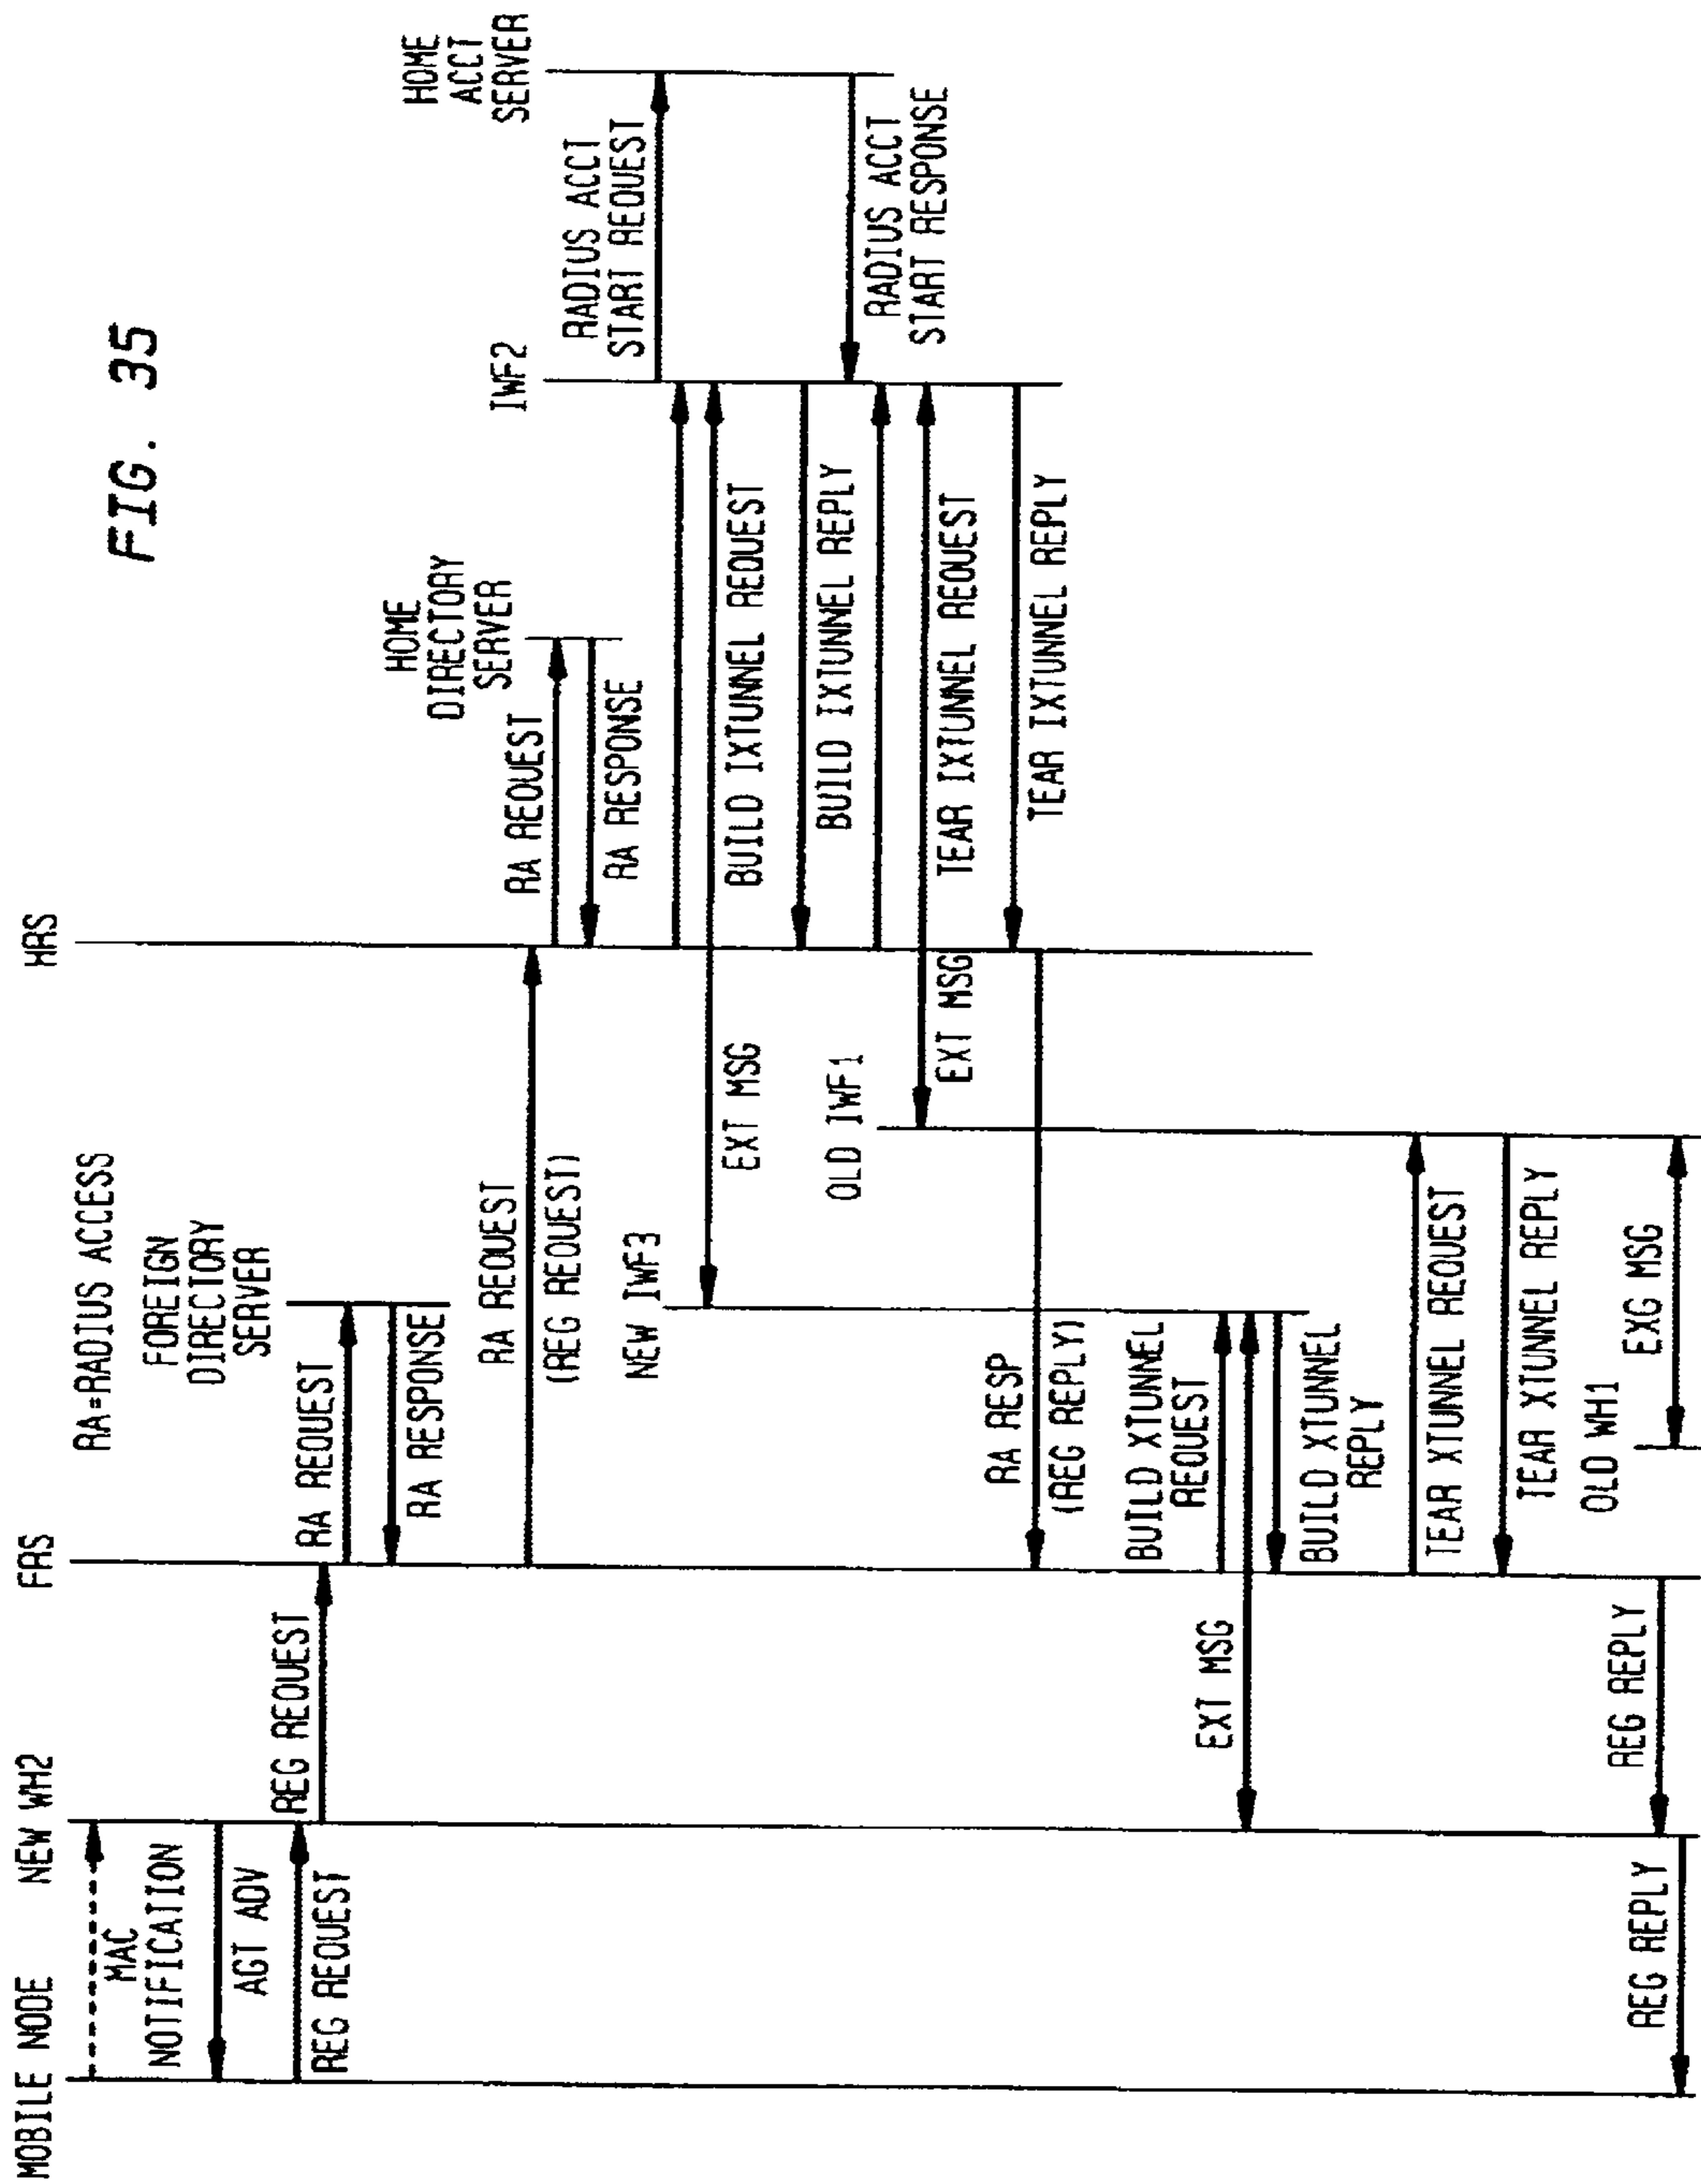 FIG. 35
MOBILE NODE
NEW WH2
FRS
HRS
RA=RADIUS ACCESS
FOREIGN
DIRECTORY
SERVER
HOME
DIRECTORY
SERVER
IWF2
HOME
ACCT
SERVER
MAC
NOTIFICATION
AGT ADV
REG REQUEST
REG REQUEST
RA REQUEST
RA RESPONSE
RA REQUEST
(REG REQUEST)
RA REQUEST
RA RESPONSE
RADIUS ACCT
START REQUEST
NEW IWF3
EXT MSG
BUILD IXTUNNEL REQUEST
BUILD IXTUNNEL REPLY
RADIUS ACCT
START RESPONSE
OLD IWF1
EXT MSG
TEAR IXTUNNEL REQUEST
TEAR IXTUNNEL REPLY
RA RESP
(REG REPLY)
BUILD XTUNNEL
REQUEST
EXT MSG
BUILD XTUNNEL
REPLY
TEAR XTUNNEL REQUEST
TEAR XTUNNEL REPLY
OLD WH1
EXG MSG
REG REPLY
REG REPLY